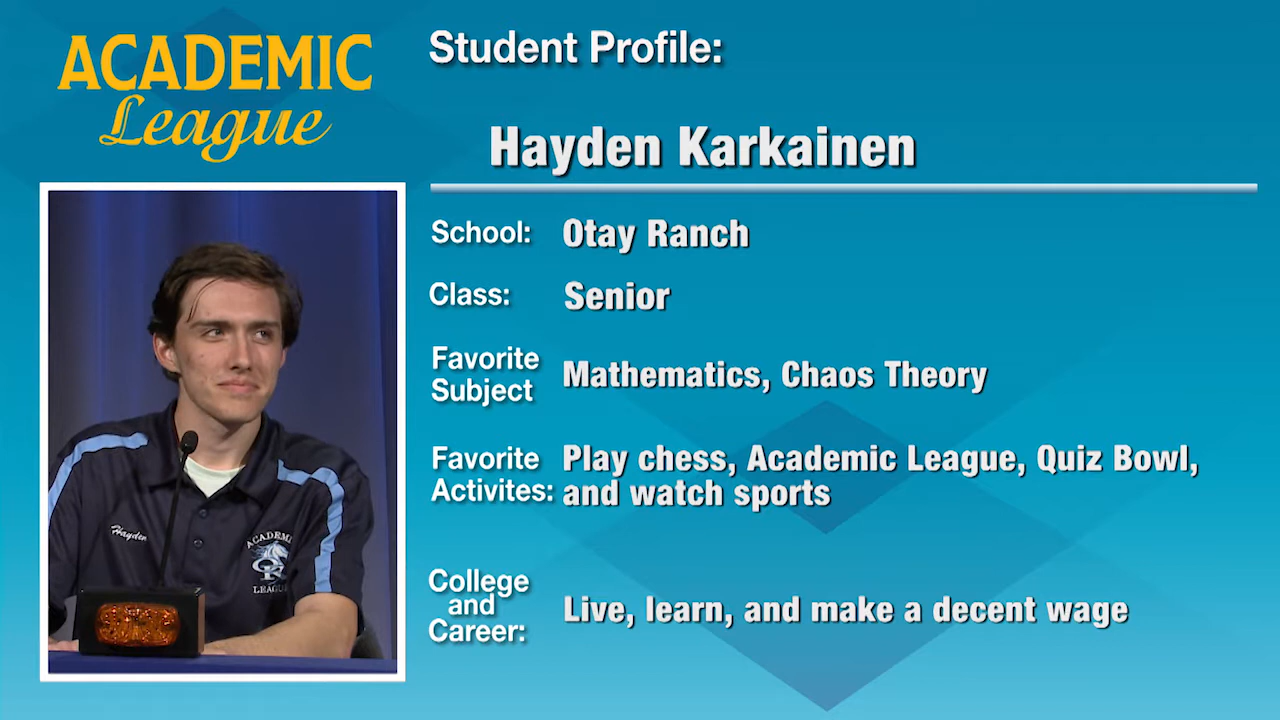 ACADEMIC
League
Student Profile:
Hayden Karkainen
School: Otay Ranch
Class: Senior
Favorite
Subject
Mathematics, Chaos Theory
Favorite
Activites:
Play chess, Academic League, Quiz Bowl,
and watch sports
College
and
Career:
Live, learn, and make a decent wage
Hayden
ACADEMIC
OR
LEAGUE